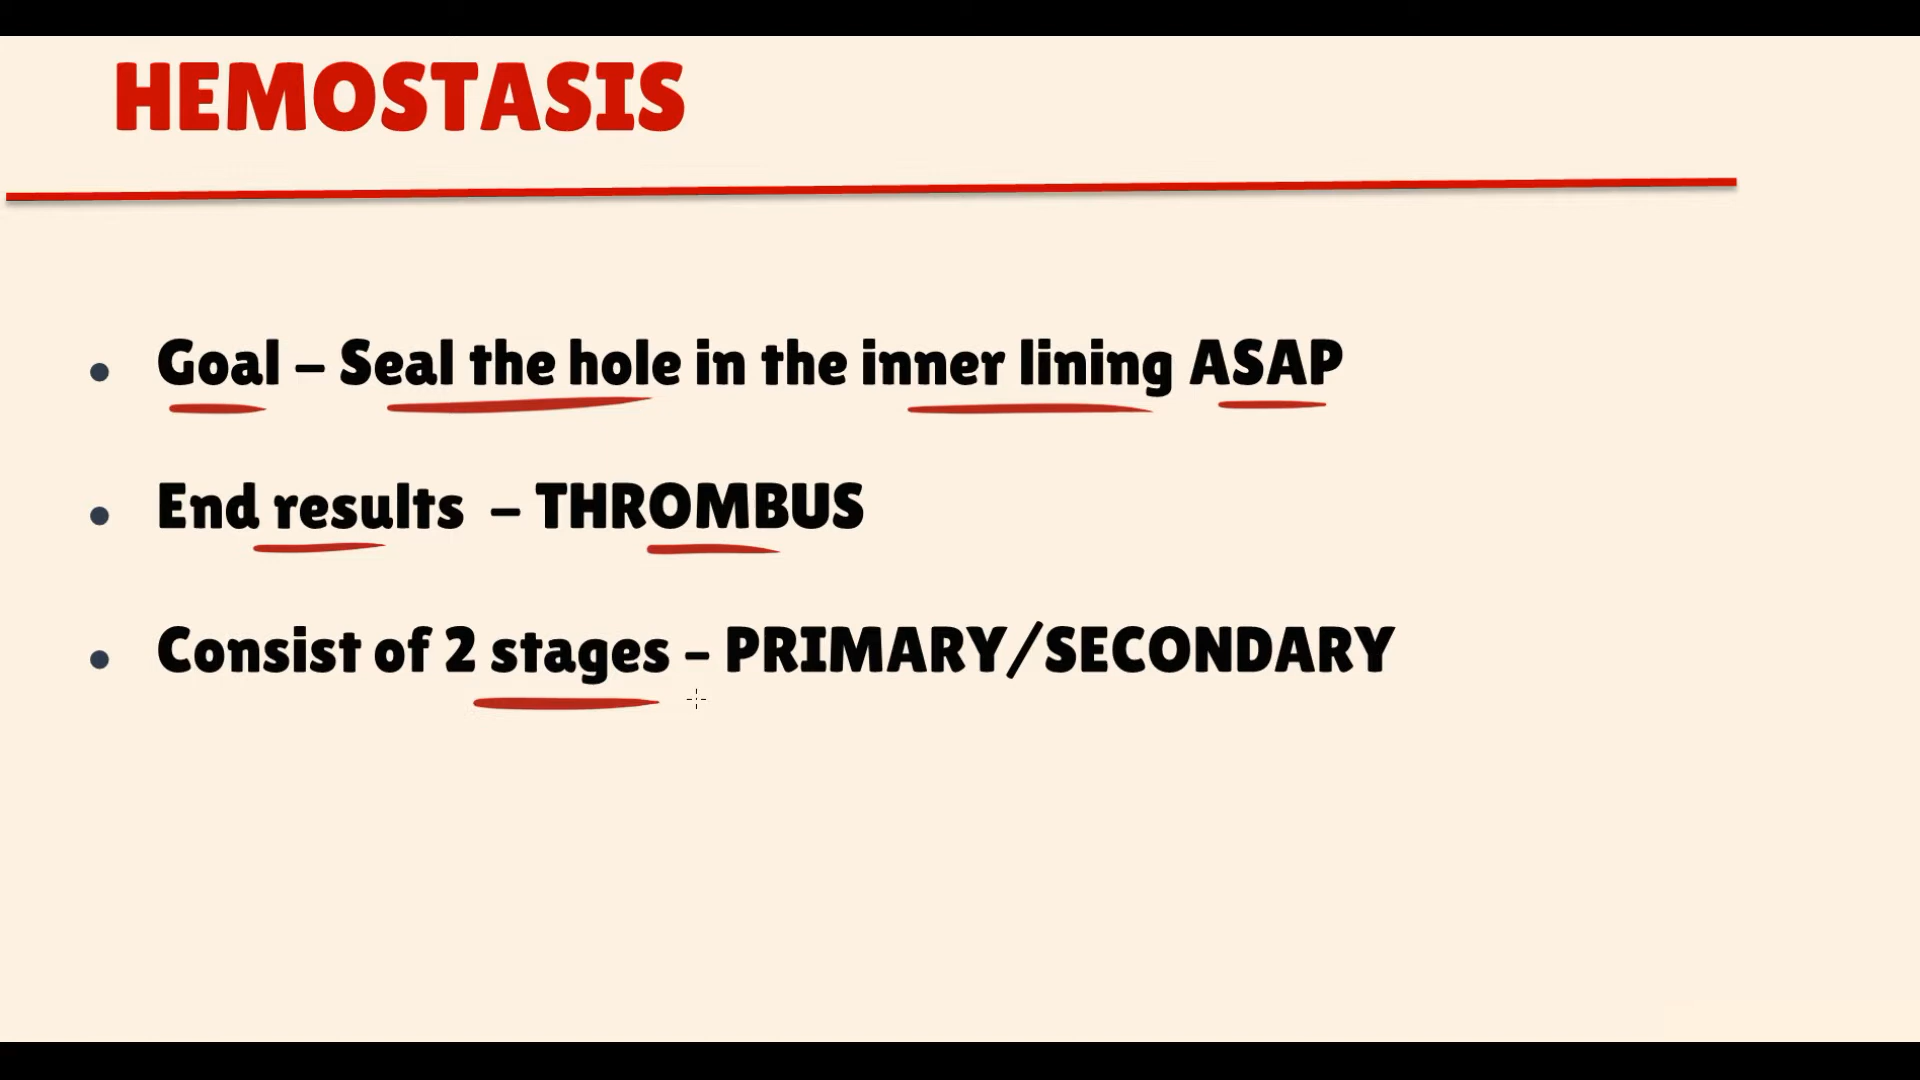 HEMOSTASIS
• Goal – Seal the hole in the inner lining ASAP
• End results – THROMBUS
• Consist of 2 stages – PRIMARY/SECONDARY